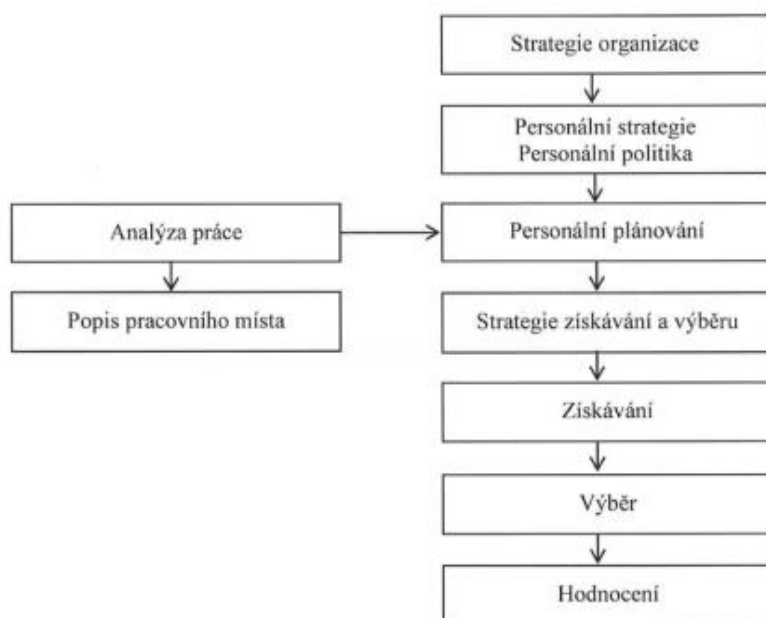 Strategie organizace
Personální strategie
Personální politika
Analýza práce
Personální plánování
Popis pracovního místa
Strategie získávání a výběru
Získávání
Výběr
Hodnocení